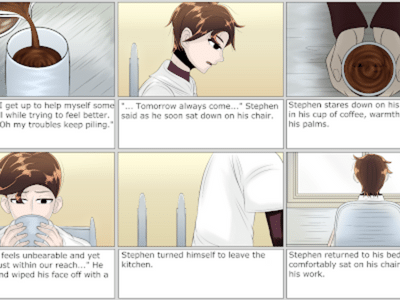 I get up to help myself some
l while trying to feel better.
Oh my troubles keep piling."
"... Tomorrow always come..." Stephen
said as he soon sat down on his chair.
Stephen stares down on his
in his cup of coffee, warmth
his palms.
feels unbearable and yet
ust within our reach..." He
nd wiped his face off with a
Stephen turned himself to leave the
kitchen.
Stephen returned to his bed
comfortably sat on his chair
his work.